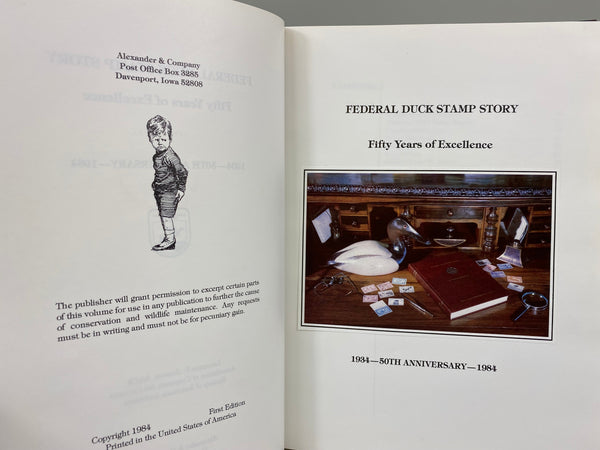 Alexander & Company
Post Office Box 3285
Davenport, Iowa 52808
The publisher will grant permission to excerpt certain parts
of this volume for use in any publication to further the cause
of conservation and wildlife maintenance. Any requests
must be in writing and must not be for pecuniary gain.
Copyright 1984 First Edition
Printed in the United States of America
FEDERAL DUCK STAMP STORY
Fifty Years of Excellence
1934—50TH ANNIVERSARY—1984